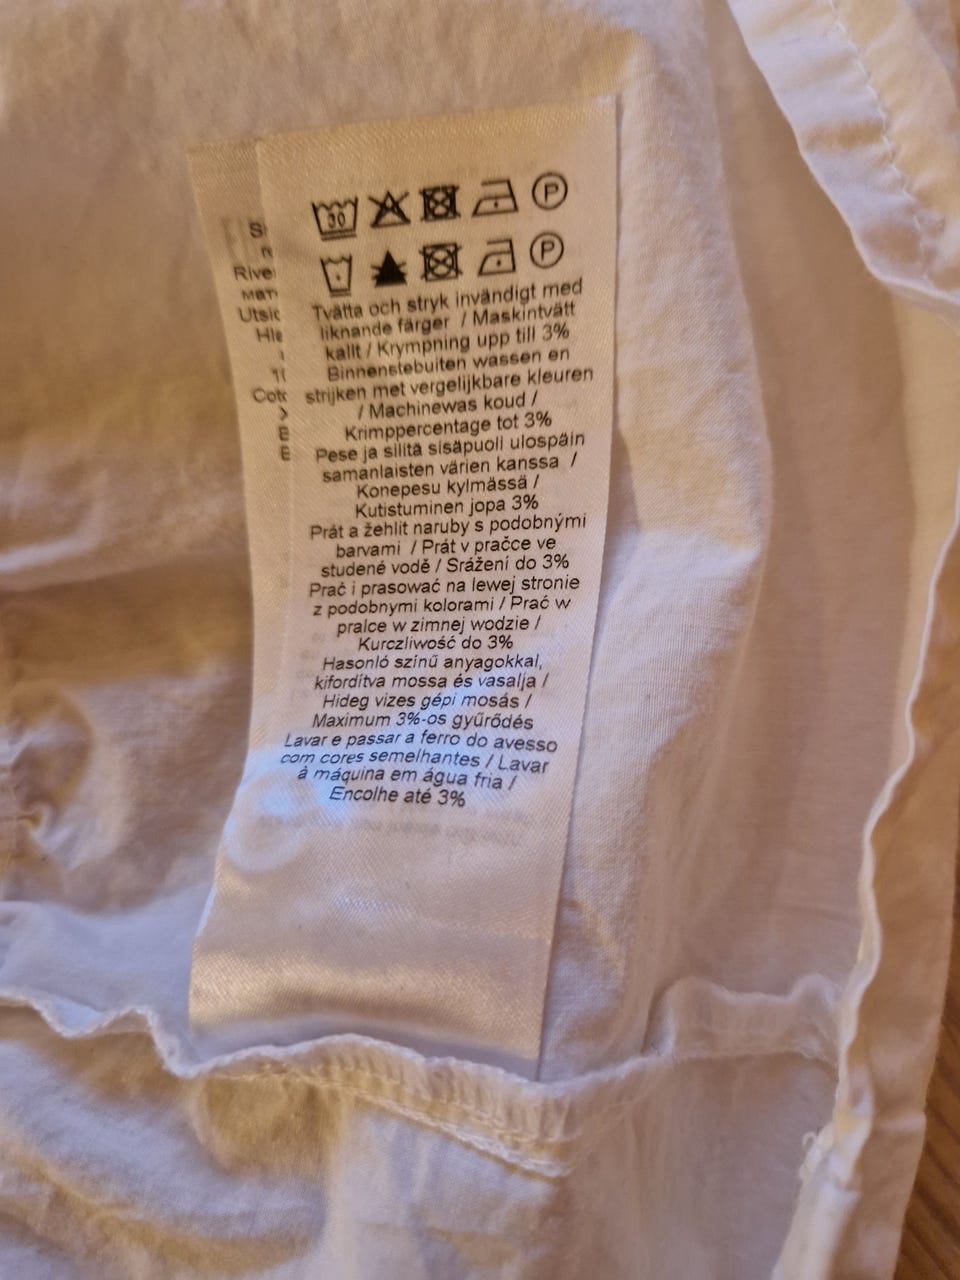 30
P
P
Tvätta och stryk invändigt med
liknande färger / Maskintvätt
kallt / Krympning upp till 3%
Binnenstebuiten wassen en
strijken met vergelijkbare kleuren
/ Machinewas koud /
Krimppercentage tot 3%
Pese ja silitä sisäpuoli ulospäin
samanlaisten värien kanssa /
Konepesu kylmässä /
Kutistuminen jopa 3%
Prát a žehlit naruby s podobnými
barvami / Prát v pračce ve
studené vodě / Srážení do 3%
Prać i prasować na lewej stronie
z podobnymi kolorami / Prać w
pralce w zimnej wodzie /
Kurczliwość do 3%
Hasonló színű anyagokkal,
kifordítva mossa és vasalja /
Hideg vizes gépi mosás /
Maximum 3%-os gyűrődés
Lavar e passar a ferro do avesso
com cores semelhantes / Lavar
à máquina em água fria /
Encolhe até 3%